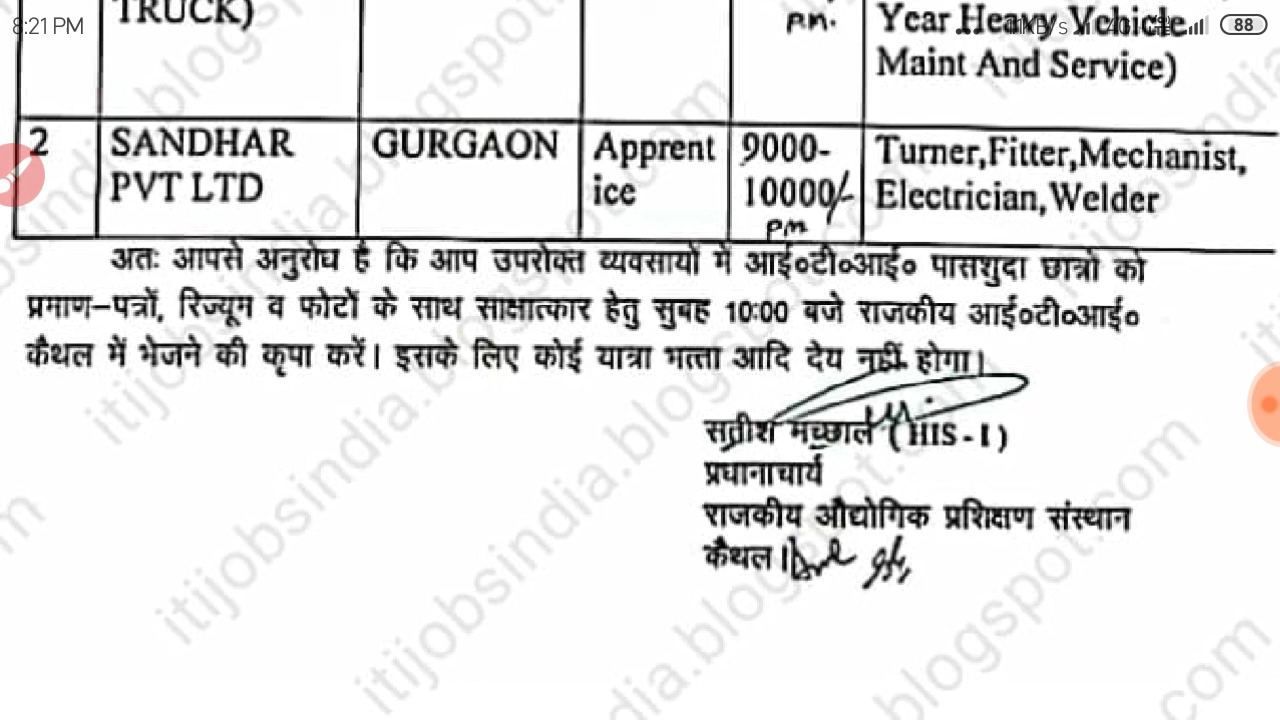 8:21 PM
88
TRUCK)
P.M.
Year Heavy Vehicle
Maint And Service)
2
SANDHAR
PVT LTD
GURGAON
Apprent
ice
9000-
10000/-
PM
Turner,Fitter,Mechanist,
Electrician,Welder
अतः आपसे अनुरोध है कि आप उपरोक्त व्यवसायों में आई०टी०आई० पासशुदा छात्रो को
प्रमाण-पत्रों, रिज्यूम व फोटों के साथ साक्षात्कार हेतु सुबह 10:00 बजे राजकीय आई०टी०आई०
कैथल में भेजने की कृपा करें। इसके लिए कोई यात्रा भत्ता आदि देय नहीं होगा।
सतीश मच्छाल (HIS-I)
प्रधानाचार्य
राजकीय औद्योगिक प्रशिक्षण संस्थान
कैथल।
itijobsindia.blogspot.com